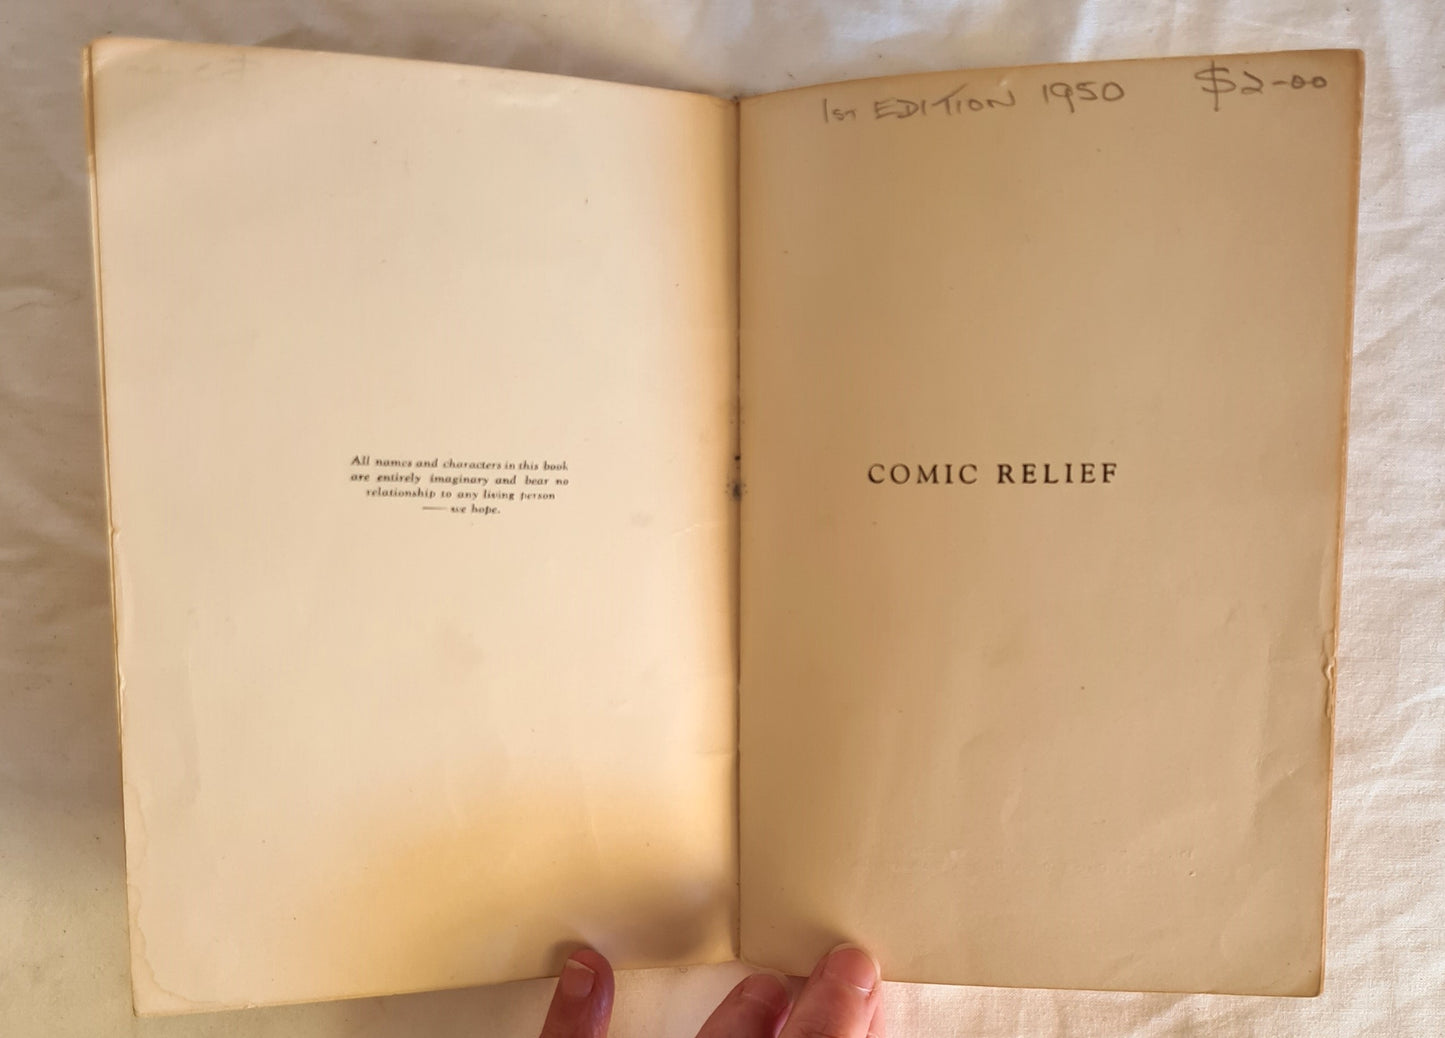 All names and characters in this book
are entirely imaginary and bear no
relationship to any living person
— we hope.
1ST EDITION 1950 $2-00
COMIC RELIEF